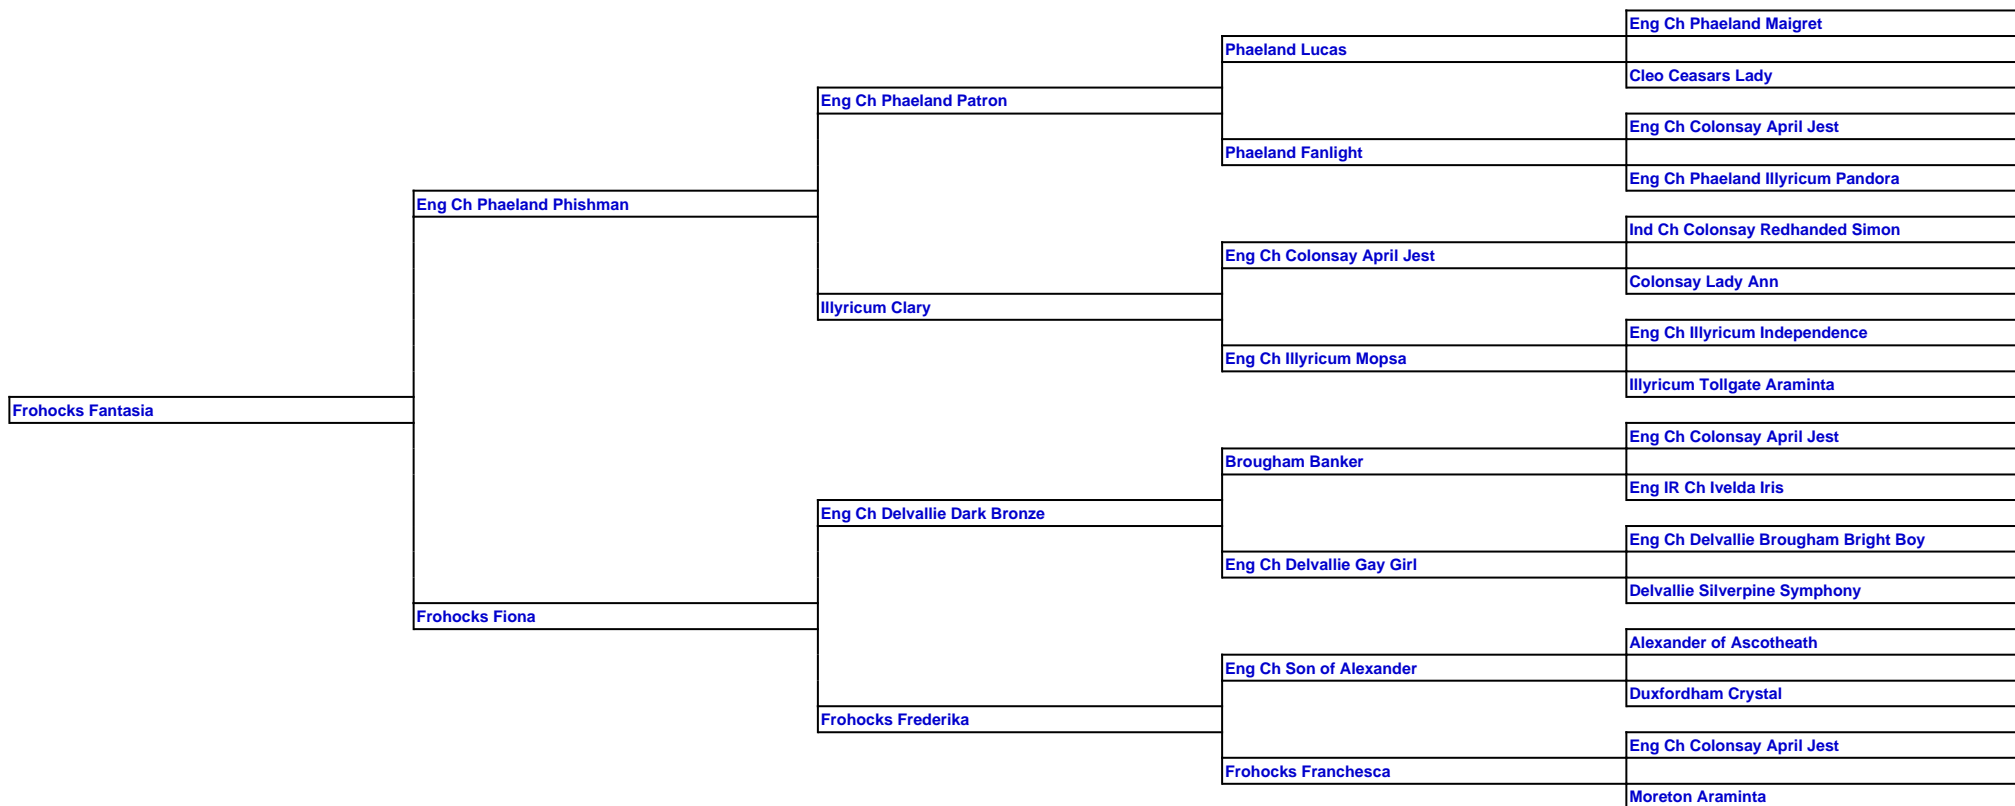 Eng Ch Phaeland Maigret
Phaeland Lucas
Cleo Ceasars Lady
Eng Ch Phaeland Patron
Eng Ch Colonsay April Jest
Phaeland Fanlight
Eng Ch Phaeland Illyricum Pandora
Eng Ch Phaeland Phishman
Ind Ch Colonsay Redhanded Simon
Eng Ch Colonsay April Jest
Colonsay Lady Ann
Illyricum Clary
Eng Ch Illyricum Independence
Eng Ch Illyricum Mopsa
Illyricum Tollgate Araminta
Frohocks Fantasia
Eng Ch Colonsay April Jest
Brougham Banker
Eng IR Ch Ivelda Iris
Eng Ch Delvallie Dark Bronze
Eng Ch Delvallie Brougham Bright Boy
Eng Ch Delvallie Gay Girl
Delvallie Silverpine Symphony
Frohocks Fiona
Alexander of Ascotheath
Eng Ch Son of Alexander
Duxfordham Crystal
Frohocks Frederika
Eng Ch Colonsay April Jest
Frohocks Franchesca
Moreton Araminta